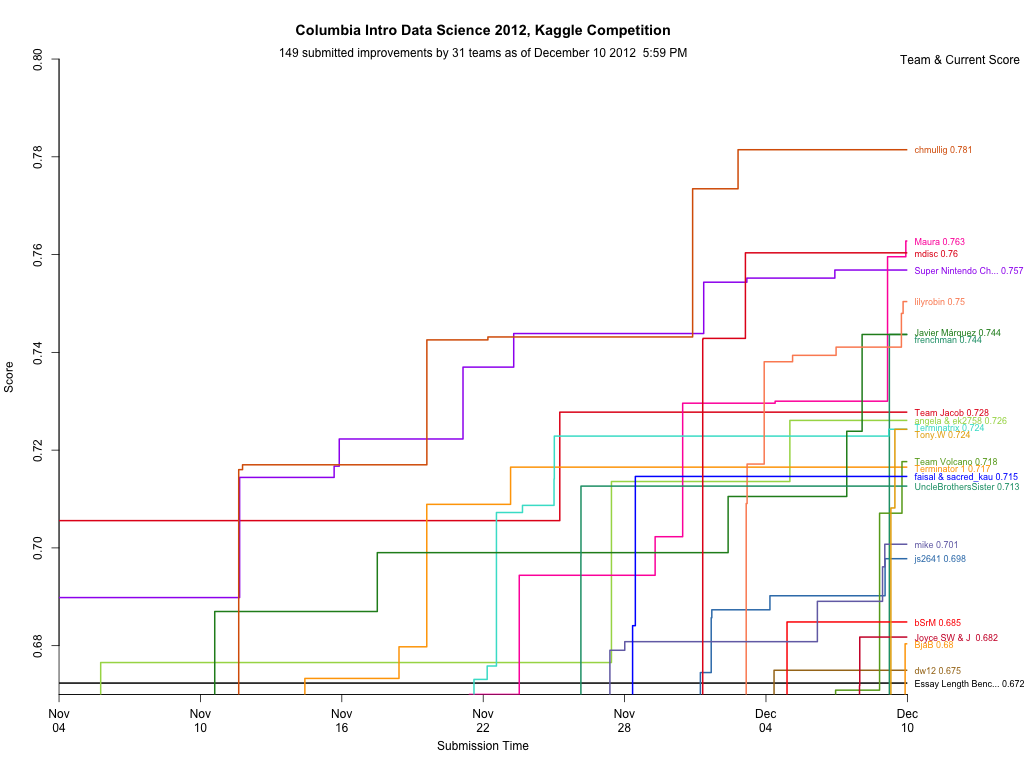 Columbia Intro Data Science 2012, Kaggle Competition
149 submitted improvements by 31 teams as of December 10 2012  5:59 PM
Team & Current Score
0.80
0.78
0.76
0.74
0.72
0.70
0.68
Score
chmullig 0.781
Maura 0.763
mdisc 0.76
Super Nintendo Ch... 0.757
lilyrobin 0.75
Javier Márquez 0.744
frenchman 0.744
Team Jacob 0.728
angela & ek2758 0.726
Terminatrix 0.724
Tony.W 0.724
Team Volcano 0.718
Terminator 1 0.717
faisal & sacred_kau 0.715
UncleBrothersSister 0.713
mike 0.701
js2641 0.698
bSrM 0.685
Joyce SW & J  0.682
BjaB 0.68
dw12 0.675
Essay Length Benc... 0.672
Nov 04
Nov 10
Nov 16
Nov 22
Nov 28
Dec 04
Dec 10
Submission Time